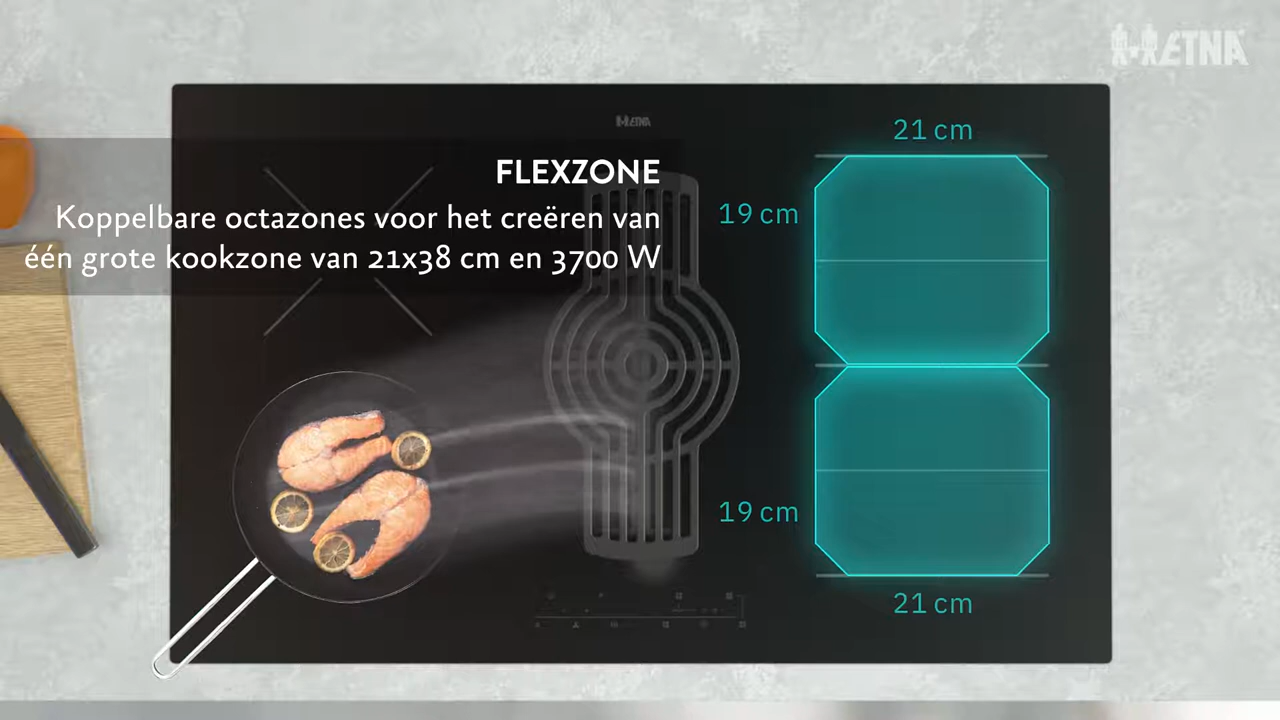 ETNA
ETNA
21 cm
FLEXZONE
Koppelbare octazones voor het creëren van
één grote kookzone van 21x38 cm en 3700 W
19 cm
19 cm
21 cm